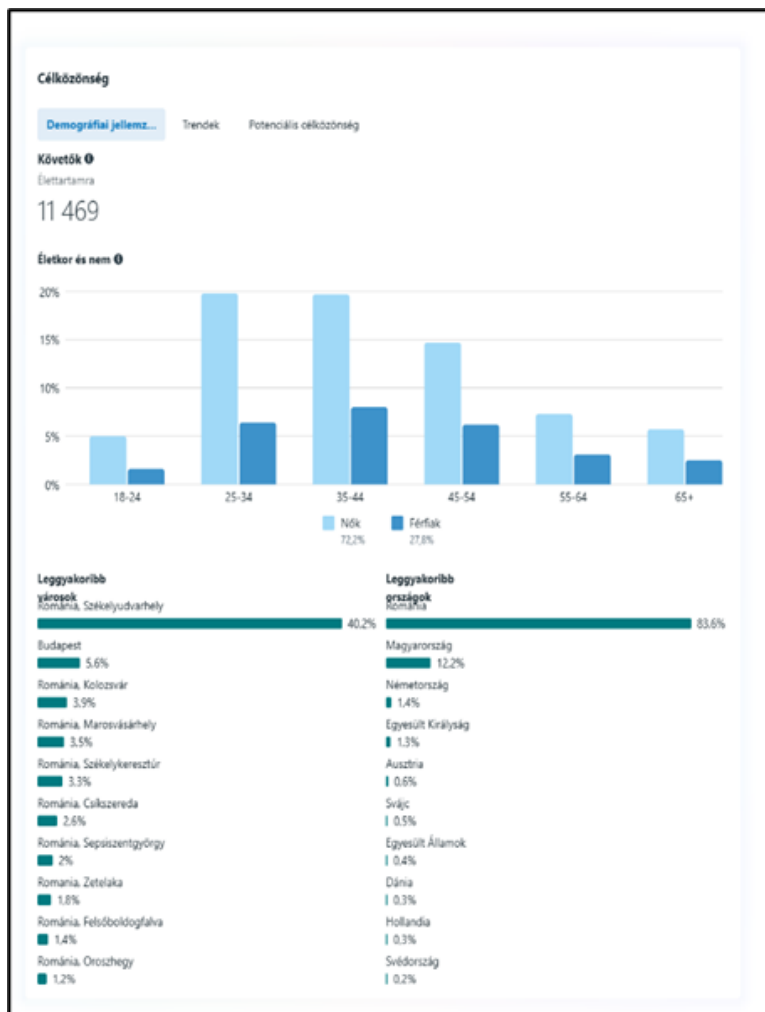 Célközönség
Demográfiai jellemz... Trendek Potenciális célközönség
Követők
Élettartamra
11 469
Életkor és nem
20%
15%
10%
5%
0%
18-24 25-34 35-44 45-54 55-64 65+
Nők Férfiak
72,2% 27,8%
Leggyakoribb városok
Románia, Székelyudvarhely
40,2%
Budapest
5,6%
Románia, Kolozsvár
3,9%
Románia, Marosvásárhely
3,5%
Románia, Székelykeresztúr
3,3%
Románia, Csíkszereda
2,6%
Románia, Sepsiszentgyörgy
2%
Romania, Zetelaka
1,8%
Románia, Felsőboldogfalva
1,4%
Románia, Oroszhegy
1,2%
Leggyakoribb országok
Románia
83,6%
Magyarország
12,2%
Németország
1,4%
Egyesült Királyság
1,3%
Ausztria
0,6%
Svájc
0,5%
Egyesült Államok
0,4%
Dánia
0,3%
Hollandia
0,3%
Svédország
0,2%